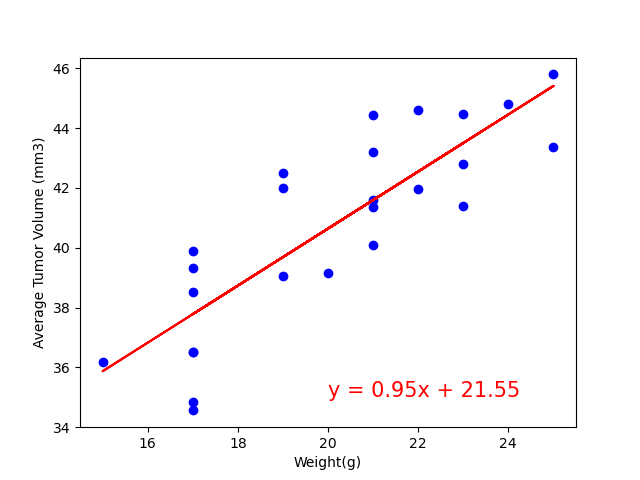 46
44
42
40
38
36
34
Average Tumor Volume (mm3)
y = 0.95x + 21.55
16 18 20 22 24
Weight(g)